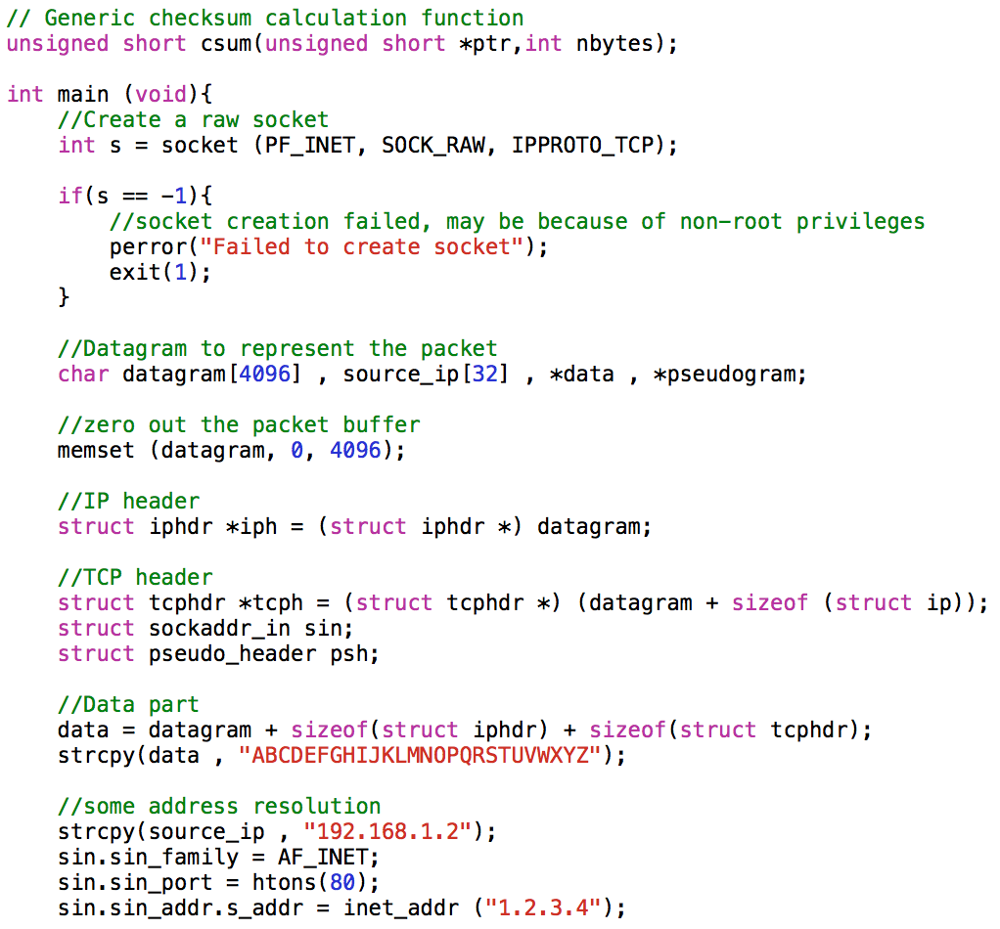 // Generic checksum calculation function
unsigned short csum(unsigned short *ptr,int nbytes);
int main (void){
//Create a raw socket
int s = socket (PF_INET, SOCK_RAW, IPPROTO_TCP);
if(s == -1){
//socket creation failed, may be because of non-root privileges
perror("Failed to create socket");
exit(1);
}
//Datagram to represent the packet
char datagram[4096] , source_ip[32] , *data , *pseudogram;
//zero out the packet buffer
memset (datagram, 0, 4096);
//IP header
struct iphdr *iph = (struct iphdr *) datagram;
//TCP header
struct tcphdr *tcph = (struct tcphdr *) (datagram + sizeof (struct ip));
struct sockaddr_in sin;
struct pseudo_header psh;
//Data part
data = datagram + sizeof(struct iphdr) + sizeof(struct tcphdr);
strcpy(data , "ABCDEFGHIJKLMNOPQRSTUVWXYZ");
//some address resolution
strcpy(source_ip , "192.168.1.2");
sin.sin_family = AF_INET;
sin.sin_port = htons(80);
sin.sin_addr.s_addr = inet_addr ("1.2.3.4");